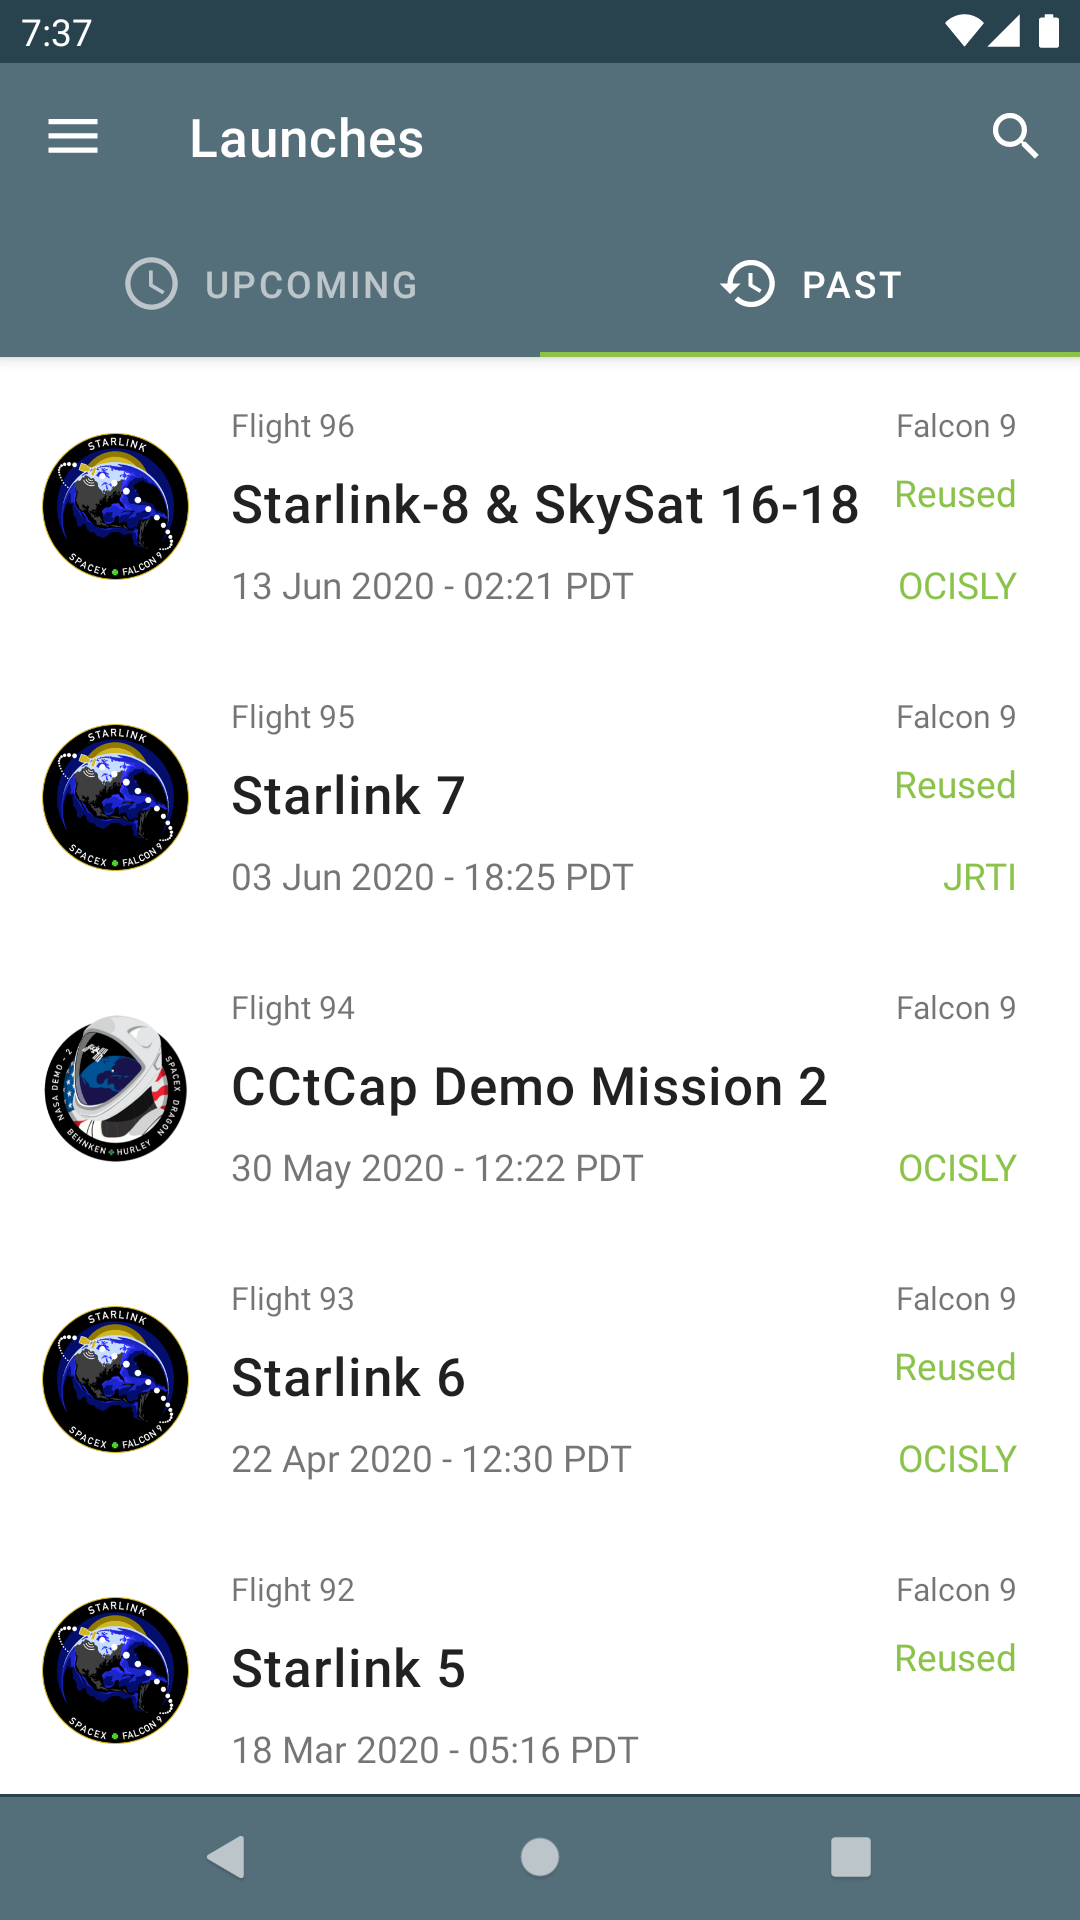 7:37
Launches
UPCOMING
PAST
Flight 96
Falcon 9
STARLINK
SPACEX FALCON 9
Starlink-8 & SkySat 16-18
Reused
13 Jun 2020 - 02:21 PDT
OCISLY
Flight 95
Falcon 9
STARLINK
SPACEX FALCON 9
Starlink 7
Reused
03 Jun 2020 - 18:25 PDT
JRTI
Flight 94
Falcon 9
NASA DEMO - 2
SPACEX DRAGON
BEHNKEN HURLEY
CCtCap Demo Mission 2
30 May 2020 - 12:22 PDT
OCISLY
Flight 93
Falcon 9
STARLINK
SPACEX FALCON 9
Starlink 6
Reused
22 Apr 2020 - 12:30 PDT
OCISLY
Flight 92
Falcon 9
STARLINK
SPACEX FALCON 9
Starlink 5
Reused
18 Mar 2020 - 05:16 PDT